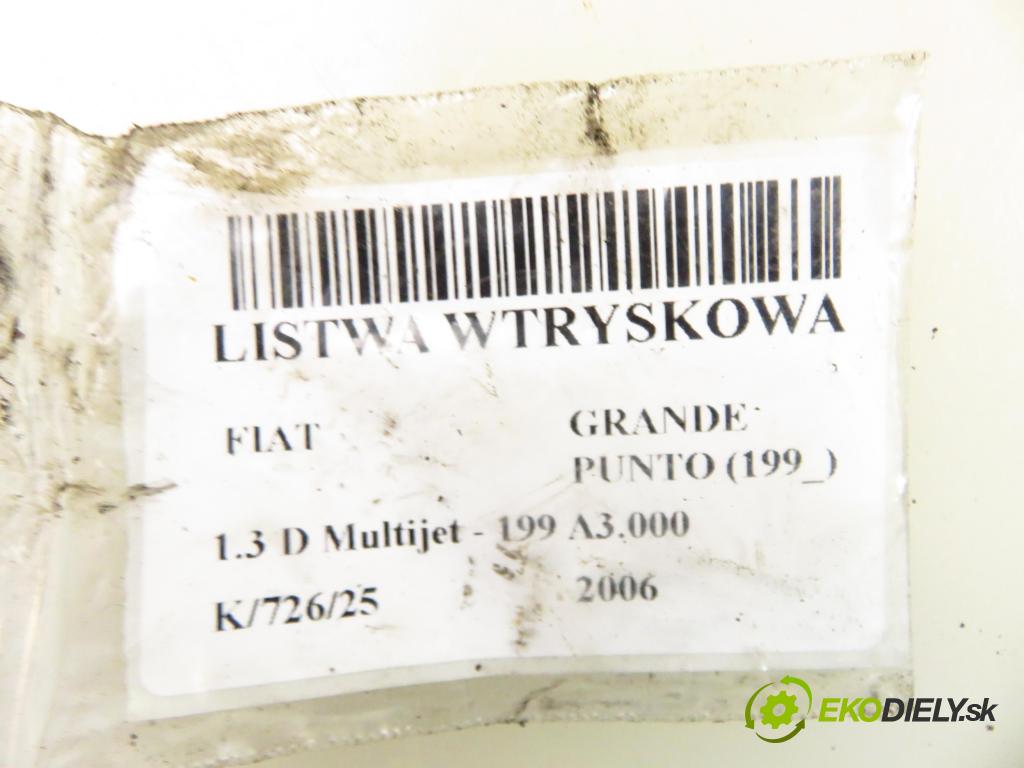 LISTWA WTRYSKOWA
FIAT
GRANDE
PUNTO (199_)
1.3 D Multijet - 199 A3.000
K/726/25
2006
EKODIELY.sk